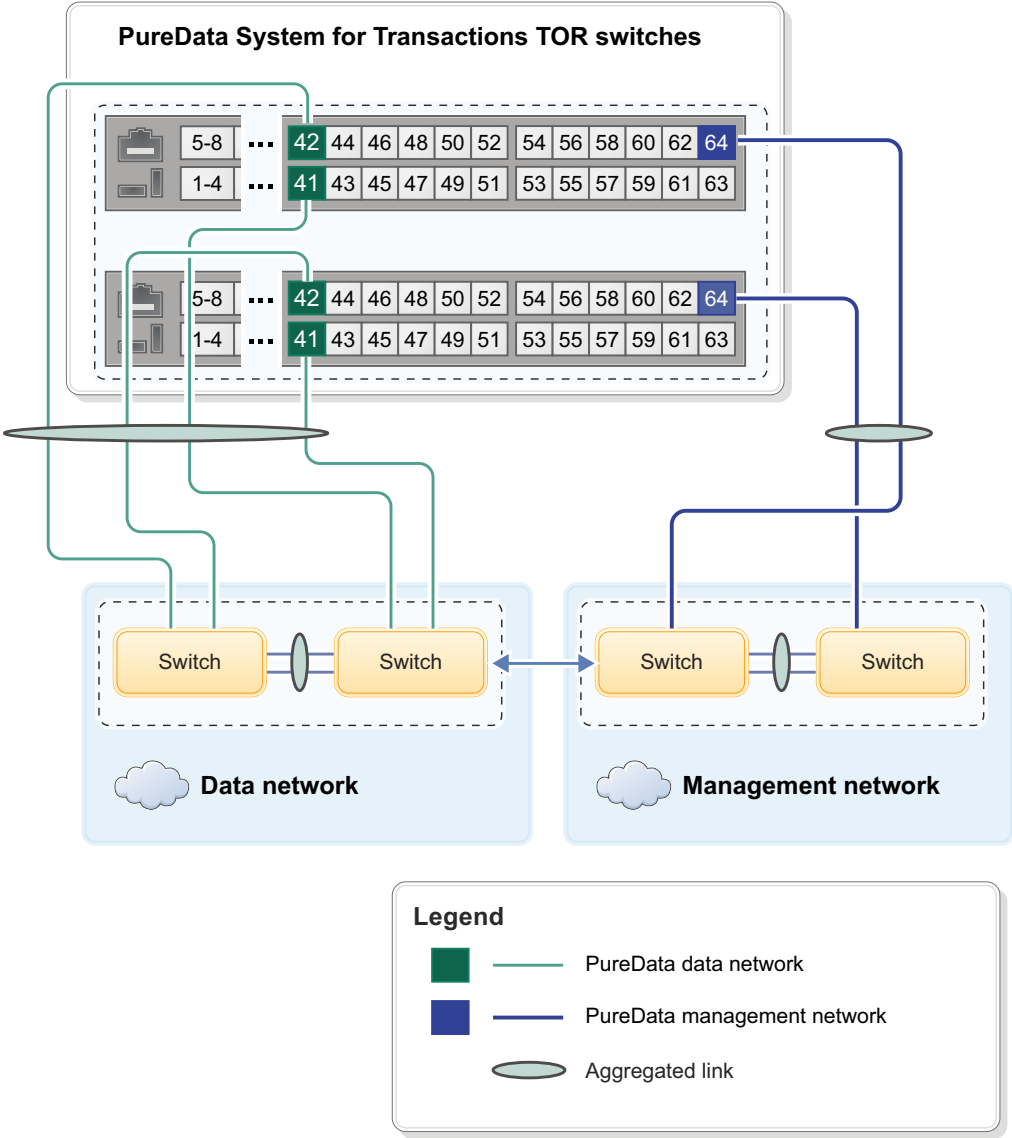 PureData System for Transactions TOR switches
5-8 ... 42 44 46 48 50 52 54 56 58 60 62 64
1-4 ... 41 43 45 47 49 51 53 55 57 59 61 63
5-8 ... 42 44 46 48 50 52 54 56 58 60 62 64
1-4 ... 41 43 45 47 49 51 53 55 57 59 61 63
Switch Switch Switch Switch
Data network Management network
Legend
PureData data network
PureData management network
Aggregated link